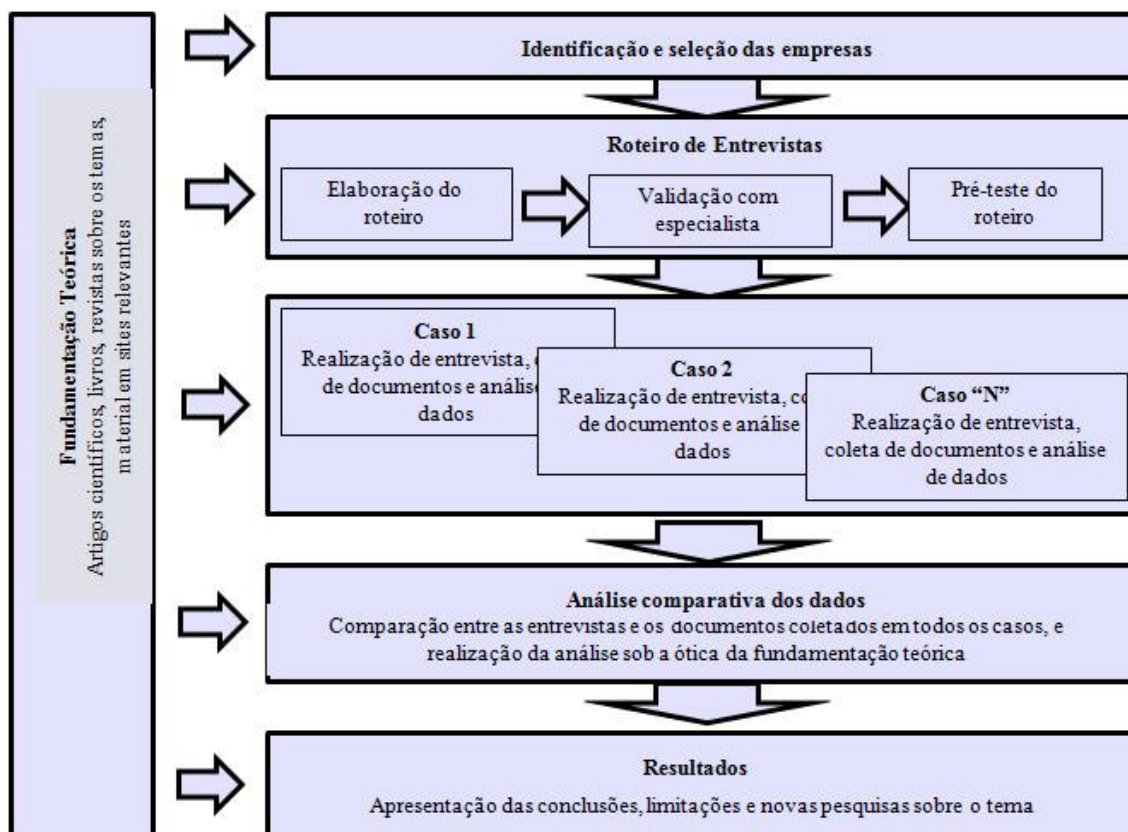 Fundamentação Teórica
Artigos científicos, livros, revistas sobre os temas,
material em sites relevantes
Identificação e seleção das empresas
Roteiro de Entrevistas
Elaboração do
roteiro
Validação com
especialista
Pré-teste do
roteiro
Caso 1
Realização de entrevista,
de documentos e análise
dados
Caso 2
Realização de entrevista,
de documentos e análise
dados
Caso “N”
Realização de entrevista,
coleta de documentos e análise
de dados
Análise comparativa dos dados
Comparação entre as entrevistas e os documentos coletados em todos os casos, e
realização da análise sob a ótica da fundamentação teórica
Resultados
Apresentação das conclusões, limitações e novas pesquisas sobre o tema